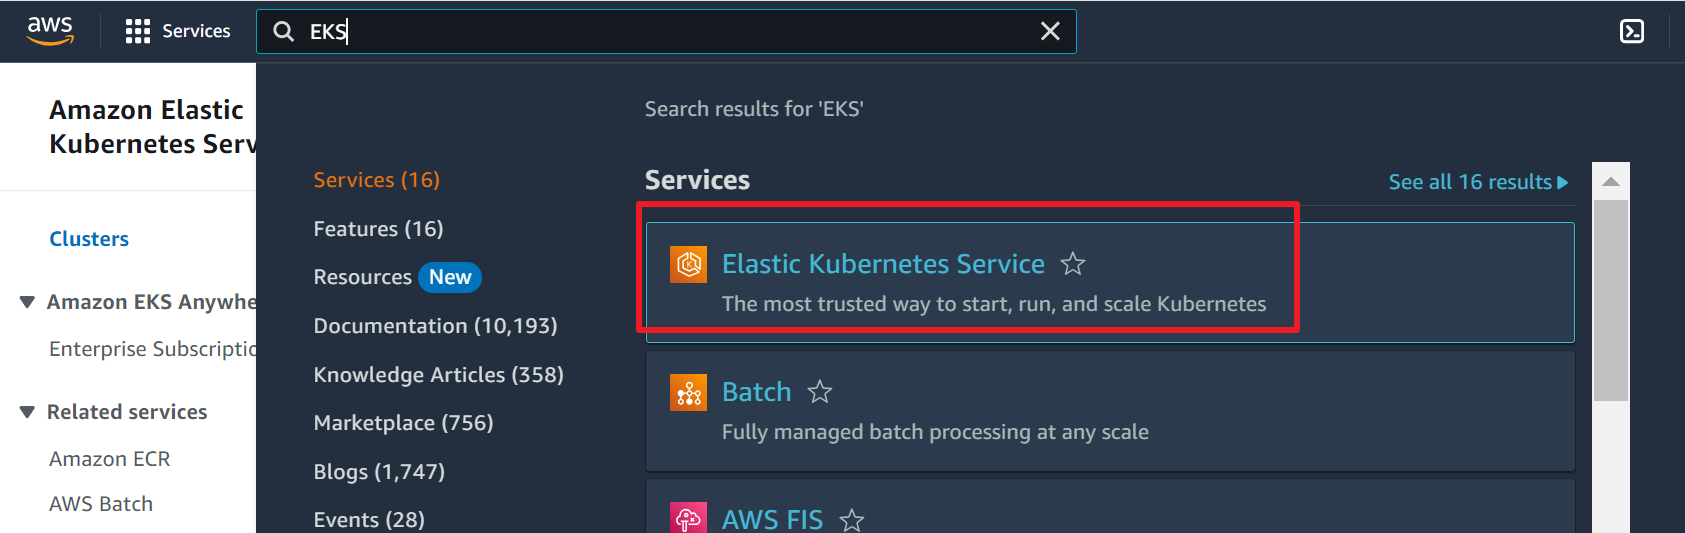 aws
Services
EKS
Amazon Elastic
Kubernetes Serv
Clusters
Amazon EKS Anywhe
Enterprise Subscriptio
Related services
Amazon ECR
AWS Batch
Services (16)
Features (16)
Resources New
Documentation (10,193)
Knowledge Articles (358)
Marketplace (756)
Blogs (1,747)
Events (28)
Search results for 'EKS'
Services
See all 16 results
Elastic Kubernetes Service
The most trusted way to start, run, and scale Kubernetes
Batch
Fully managed batch processing at any scale
AWS FIS